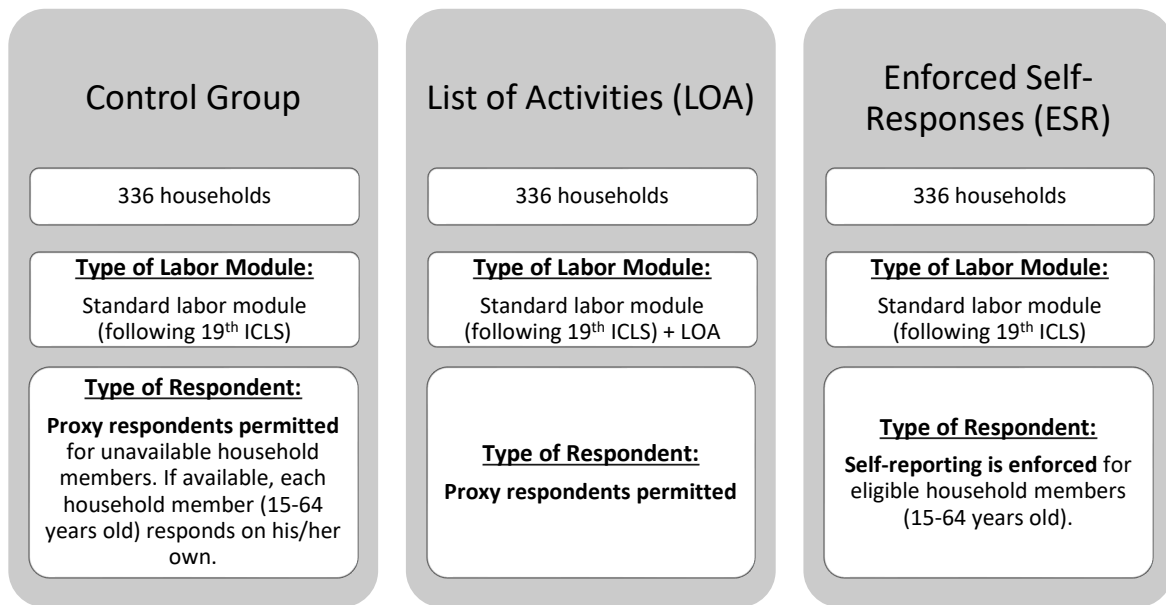 Control Group
336 households
Type of Labor Module:
Standard labor module
(following 19th ICLS)
Type of Respondent:
Proxy respondents permitted
for unavailable household
members. If available, each
household member (15-64
years old) responds on his/her
own.
List of Activities (LOA)
336 households
Type of Labor Module:
Standard labor module
(following 19th ICLS) + LOA
Type of Respondent:
Proxy respondents permitted
Enforced Self-
Responses (ESR)
336 households
Type of Labor Module:
Standard labor module
(following 19th ICLS)
Type of Respondent:
Self-reporting is enforced for
eligible household members
(15-64 years old).